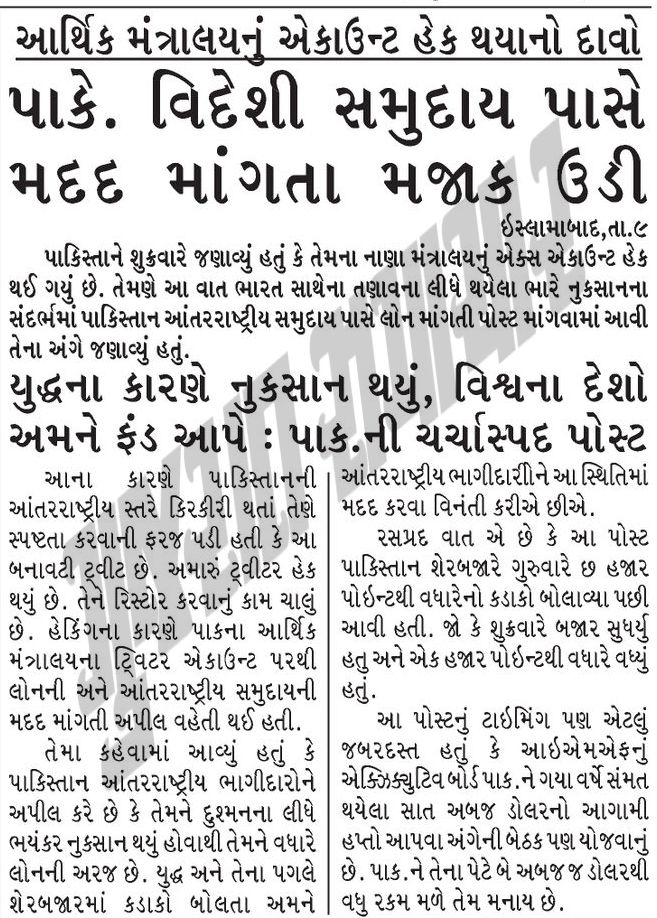 આર્થિક મંત્રાલયનું એકાઉન્ટ હેક થયાનો દાવો
પાકે. વિદેશી સમુદાય પાસે
મદદ માંગતા મજાક ઉડી
ઇસ્લામાબાદ,તા.૯
પાકિસ્તાને શુક્રવારે જણાવ્યું હતું કે તેમના નાણા મંત્રાલયનું એક્સ એકાઉન્ટ હેક
થઈ ગયું છે. તેમણે આ વાત ભારત સાથેના તણાવના લીધે થયેલા ભારે નુકસાનના
સંદર્ભમાં પાકિસ્તાન આંતરરાષ્ટ્રીય સમુદાય પાસે લોન માંગતી પોસ્ટ માંગવામાં આવી
તેના અંગે જણાવ્યું હતું.
યુદ્ધના કારણે નુકસાન થયું, વિશ્વના દેશો
અમને ફંડ આપે : પાક.ની ચર્ચાસ્પદ પોસ્ટ
આના કારણે પાકિસ્તાનની
આંતરરાષ્ટ્રીય સ્તરે કિરકીરી થતાં તેણે
સ્પષ્ટતા કરવાની ફરજ પડી હતી કે આ
બનાવટી ટ્વીટ છે. અમારું ટ્વીટર હેક
થયું છે. તેને રિસ્ટોર કરવાનું કામ ચાલું
છે. હેકિંગના કારણે પાકના આર્થિક
મંત્રાલયના ટ્વિટર એકાઉન્ટ પરથી
લોનની અને આંતરરાષ્ટ્રીય સમુદાયની
મદદ માંગતી અપીલ વહેતી થઈ હતી.
તેમા કહેવામાં આવ્યું હતું કે
પાકિસ્તાન આંતરરાષ્ટ્રીય ભાગીદારોને
અપીલ કરે છે કે તેમને દુશ્મનના લીધે
ભયંકર નુકસાન થયું હોવાથી તેમને વધારે
લોનની અરજ છે. યુદ્ધ અને તેના પગલે
શેરબજારમાં કડાકો બોલતા અમને
આંતરરાષ્ટ્રીય ભાગીદારીોને આ સ્થિતિમાં
મદદ કરવા વિનંતી કરીએ છીએ.
રસપ્રદ વાત એ છે કે આ પોસ્ટ
પાકિસ્તાન શેરબજારે ગુરુવારે છ હજાર
પોઇન્ટથી વધારેનો કડાકો બોલાવ્યા પછી
આવી હતી. જો કે શુક્રવારે બજાર સુધર્યુ
હતુ અને એક હજાર પોઇન્ટથી વધારે વધ્યું
હતું.
આ પોસ્ટનું ટાઇમિંગ પણ એટલું
જબરદસ્ત હતું કે આઇએમએફનું
એક્ઝિક્યુટિવ બોર્ડ પાક.ને ગયા વર્ષે સંમત
થયેલા સાત અબજ ડોલરનો આગામી
હપ્તો આપવા અંગેની બેઠક પણ યોજવાનું
છે. પાક.ને તેના પેટે બે અબજ જ ડોલરથી
વધુ રકમ મળે તેમ મનાય છે.
ગુજરાત સમાચાર